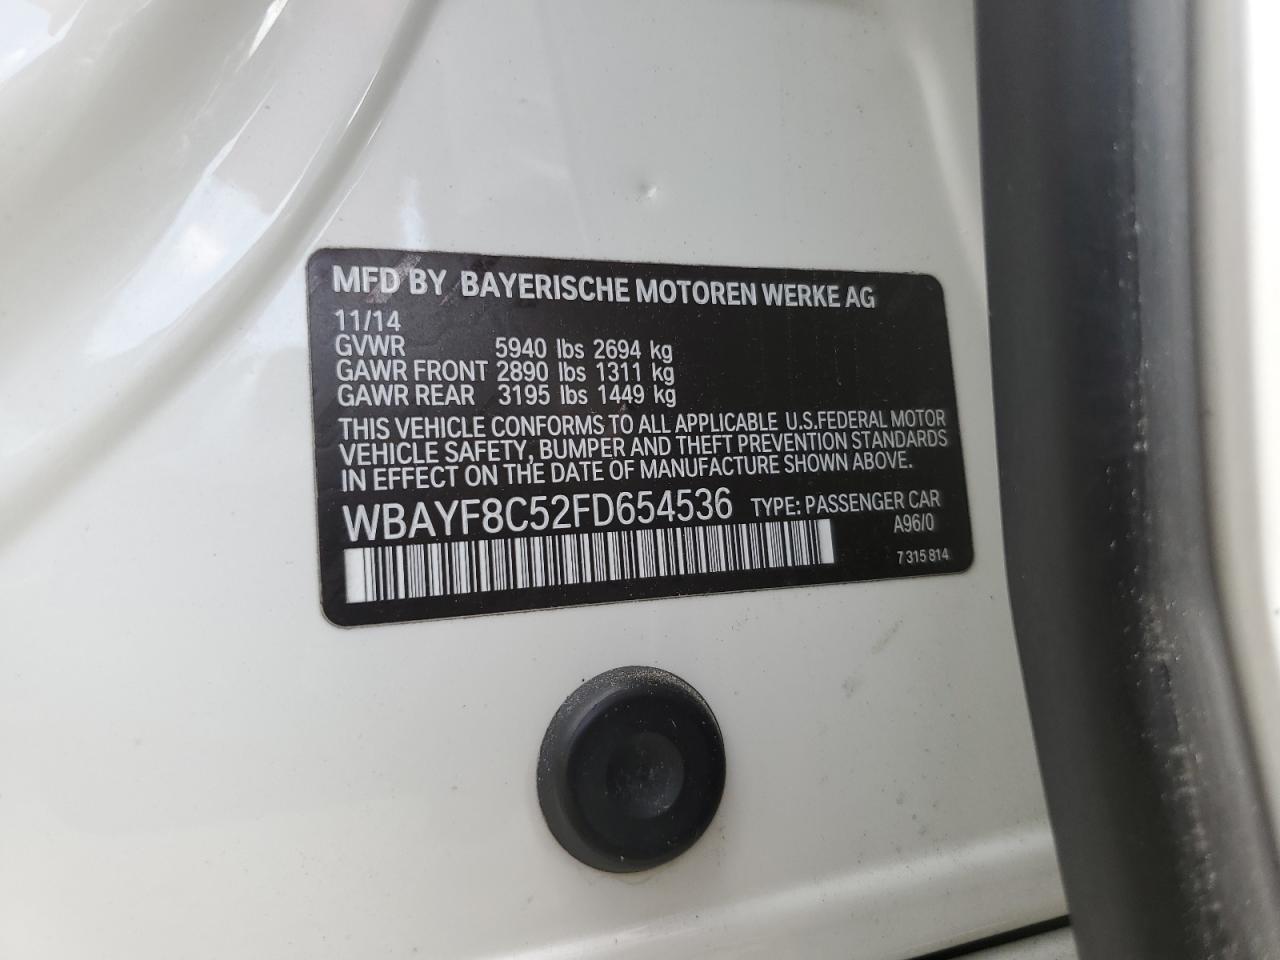 MFD BY BAYERISCHE MOTOREN WERKE AG
11/14
GVWR 5940 lbs 2694 kg
GAWR FRONT 2890 lbs 1311 kg
GAWR REAR 3195 lbs 1449 kg
THIS VEHICLE CONFORMS TO ALL APPLICABLE U.S.FEDERAL MOTOR
VEHICLE SAFETY, BUMPER AND THEFT PREVENTION STANDARDS
IN EFFECT ON THE DATE OF MANUFACTURE SHOWN ABOVE.
WBAYF8C52FD654536 TYPE: PASSENGER CAR
A96/0
7 315 814